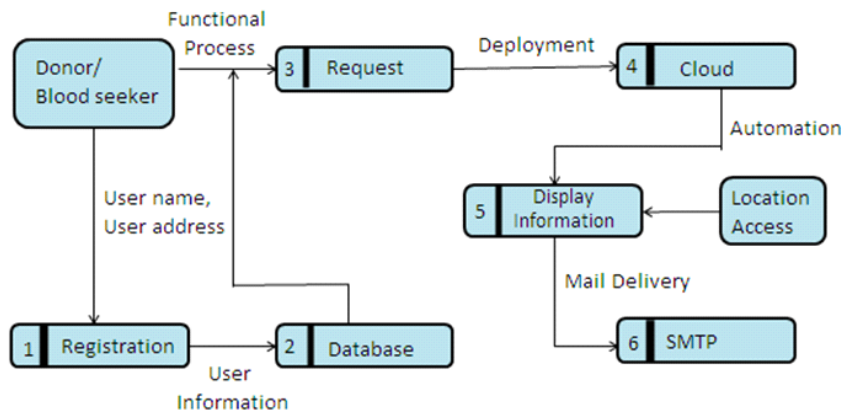 Functional
Process
Donor/
Blood seeker
3 Request
Deployment
4 Cloud
Automation
User name,
User address
5 Display
Information
Location
Access
Mail Delivery
1 Registration
User
Information
2 Database
6 SMTP